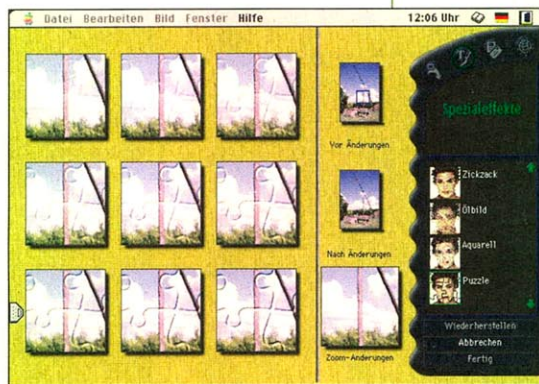 Datei Bearbeiten Bild Fenster Hilfe 12:06 Uhr
Spezialeffekte
Vor Änderungen
Nach Änderungen
Zoom-Änderungen
Zickzack
Ölbild
Aquarell
Puzzle
Wiederherstellen
Abbrechen
Fertig